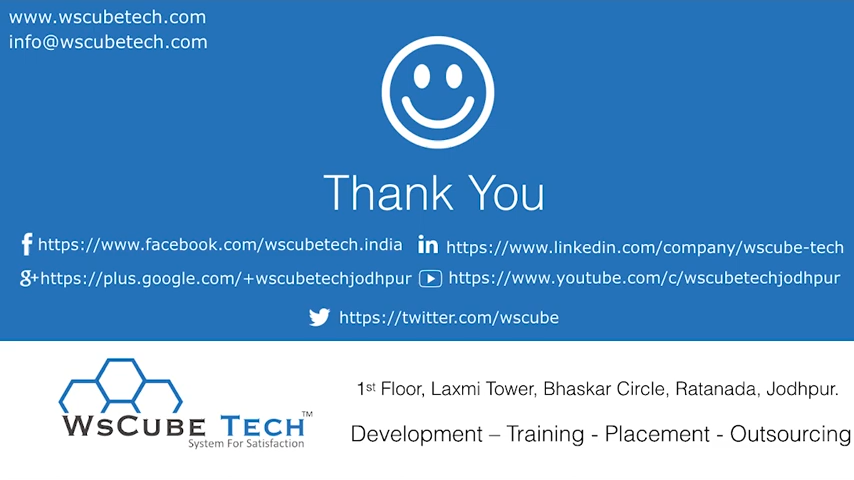 www.wscubetech.com
info@wscubetech.com
Thank You
https://www.facebook.com/wscubetech.india
https://www.linkedin.com/company/wscube-tech
https://plus.google.com/+wscubetechjodhpur
https://www.youtube.com/c/wscubetechjodhpur
https://twitter.com/wscube
WsCube Tech™
System For Satisfaction
1st Floor, Laxmi Tower, Bhaskar Circle, Ratanada, Jodhpur.
Development – Training - Placement - Outsourcing